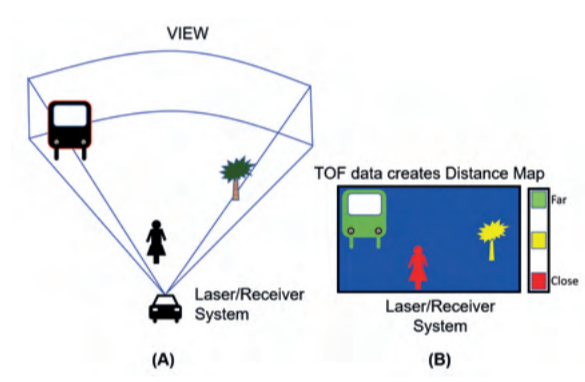 VIEW
TOF data creates Distance Map
Far
Close
Laser/Receiver
System
Laser/Receiver
System
(A)
(B)